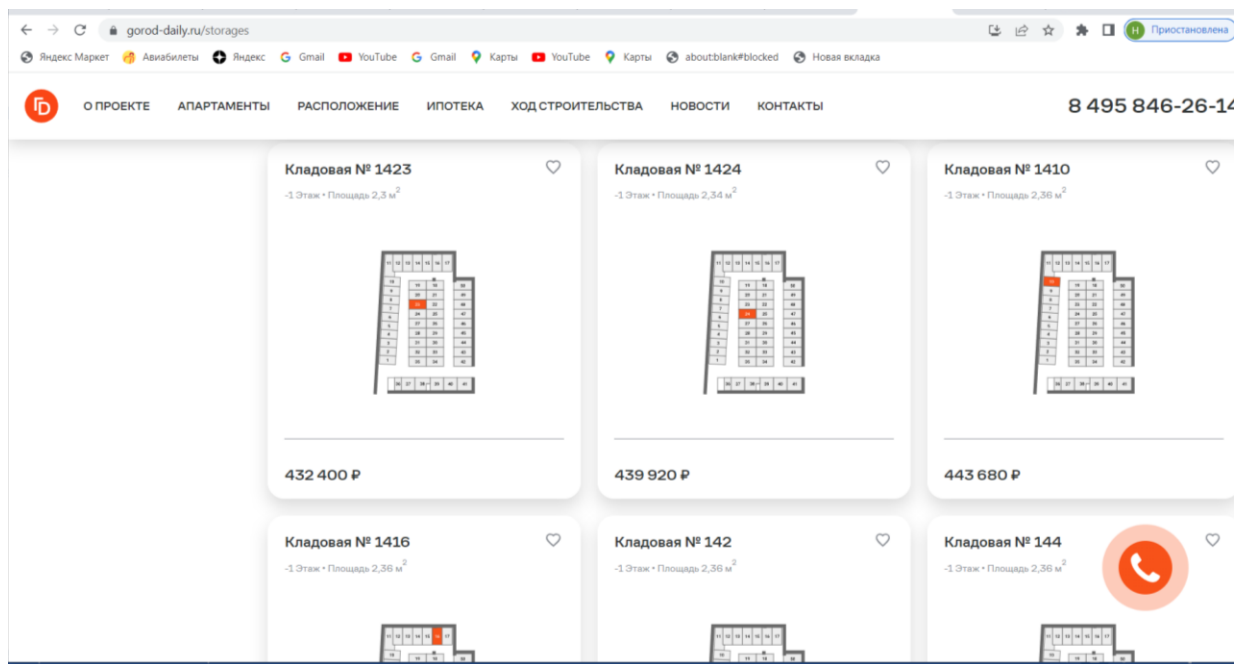 gorod-daily.ru/storages
Приостановлена
Яндекс Маркет Авиабилеты Яндекс Gmail YouTube Gmail Карты YouTube Карты about:blank#blocked Новая вкладка
О ПРОЕКТЕ АПАРТАМЕНТЫ РАСПОЛОЖЕНИЕ ИПОТЕКА ХОД СТРОИТЕЛЬСТВА НОВОСТИ КОНТАКТЫ 8 495 846-26-14
Кладовая № 1423
-1 Этаж • Площадь 2,3 м²
432 400 ₽
Кладовая № 1424
-1 Этаж • Площадь 2,34 м²
439 920 ₽
Кладовая № 1410
-1 Этаж • Площадь 2,36 м²
443 680 ₽
Кладовая № 1416
-1 Этаж • Площадь 2,36 м²
Кладовая № 142
-1 Этаж • Площадь 2,36 м²
Кладовая № 144
-1 Этаж • Площадь 2,36 м²